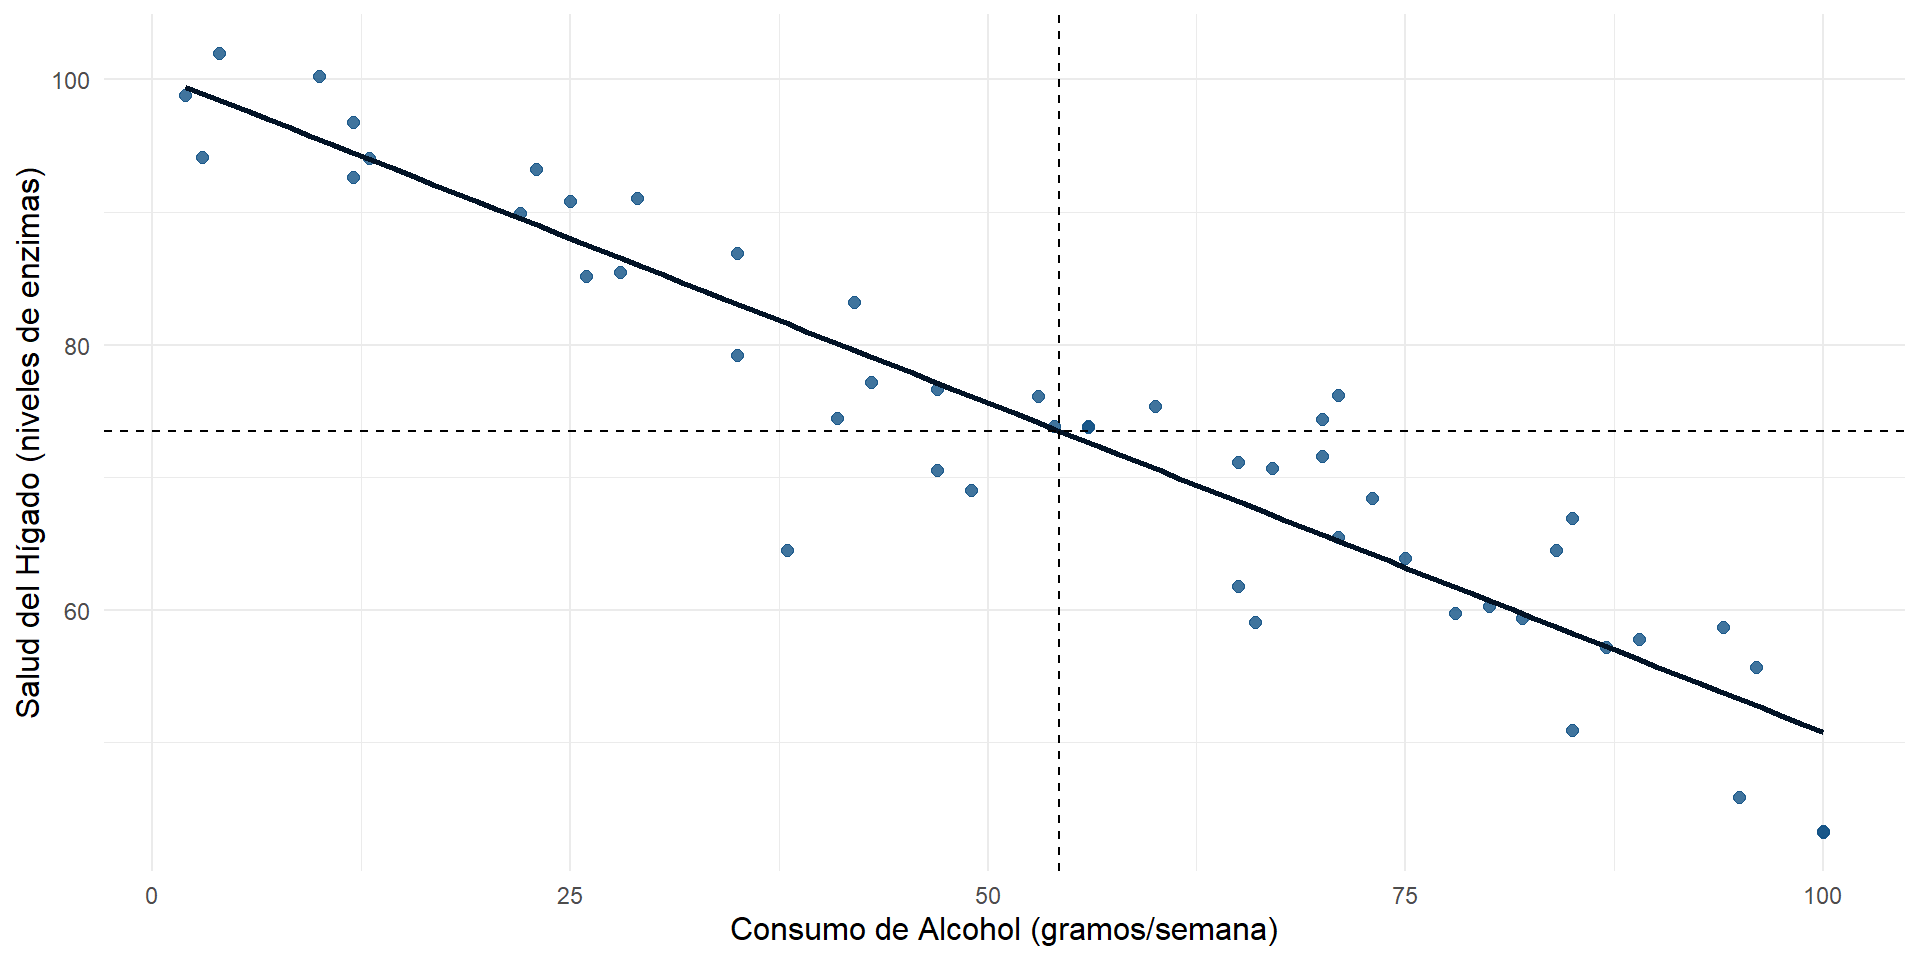 Salud del Hígado (niveles de enzimas)
100
80
60
0 25 50 75 100
Consumo de Alcohol (gramos/semana)